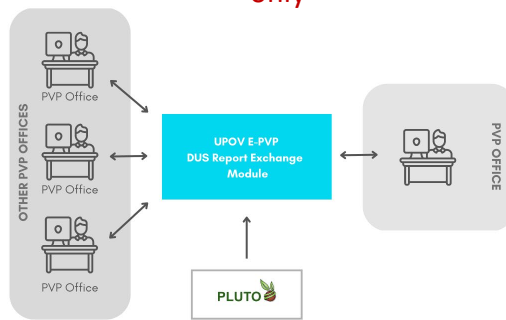 only
OTHER PVP OFFICES
PVP Office
PVP Office
PVP Office
UPOV E-PVP
DUS Report Exchange
Module
PLUTO
PVP OFFICE